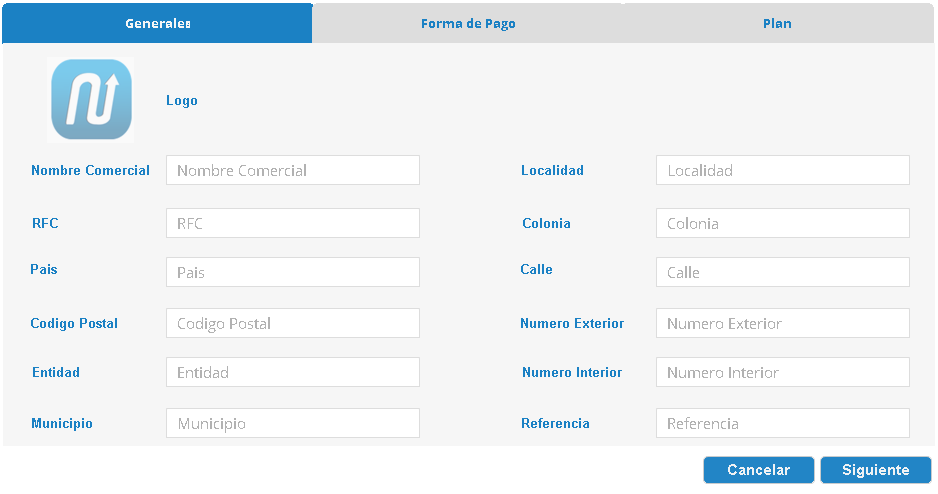 Generales Forma de Pago Plan
Logo
Nombre Comercial Nombre Comercial Localidad Localidad
RFC RFC Colonia Colonia
Pais Pais Calle Calle
Codigo Postal Codigo Postal Numero Exterior Numero Exterior
Entidad Entidad Numero Interior Numero Interior
Municipio Municipio Referencia Referencia
Cancelar Siguiente